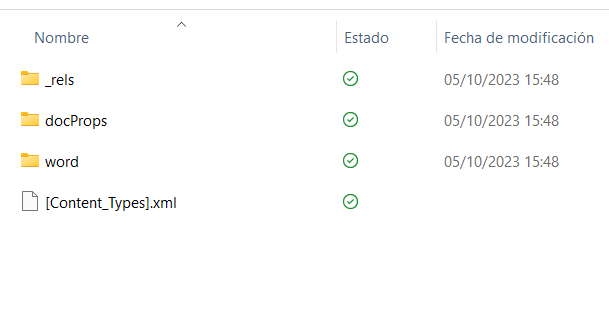 Nombre Estado Fecha de modificación
_rels 05/10/2023 15:48
docProps 05/10/2023 15:48
word 05/10/2023 15:48
[Content_Types].xml